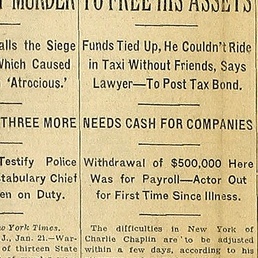 MURDER
alls the Siege
Which Caused
'Atrocious.'
THREE MORE
Testify Police
stabulary Chief
en on Duty.
w York Times.
J., Jan. 21.—War-
of thirteen State
TO FREE HIS ASSETS
Funds Tied Up, He Couldn't Ride
in Taxi Without Friends, Says
Lawyer—To Post Tax Bond.
NEEDS CASH FOR COMPANIES
Withdrawal of $500,000 Here
Was for Payroll—Actor Out
for First Time Since Illness.
The difficulties in New York of
Charlie Chaplin are to be adjusted
within a few days, according to his